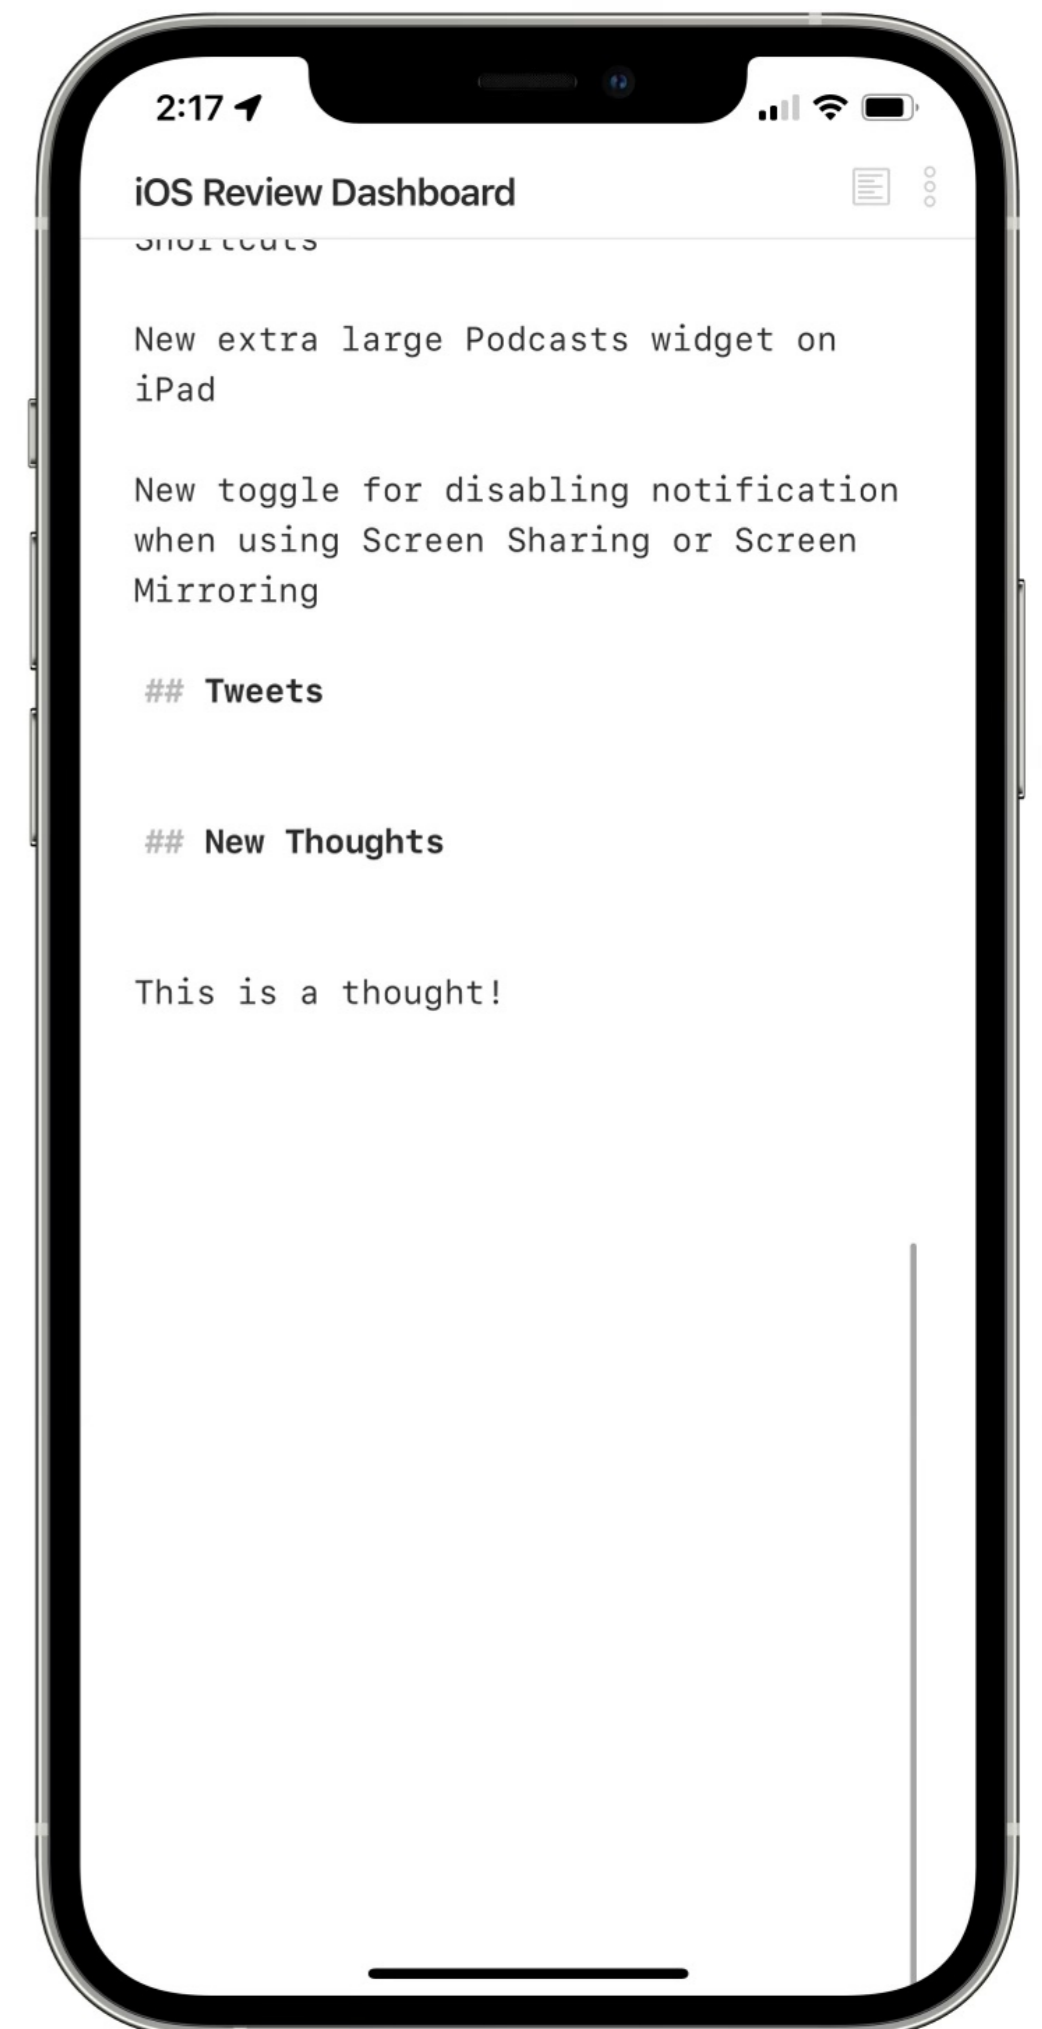 2:17
iOS Review Dashboard
Shortcuts
New extra large Podcasts widget on
iPad
New toggle for disabling notification
when using Screen Sharing or Screen
Mirroring
## Tweets
## New Thoughts
This is a thought!